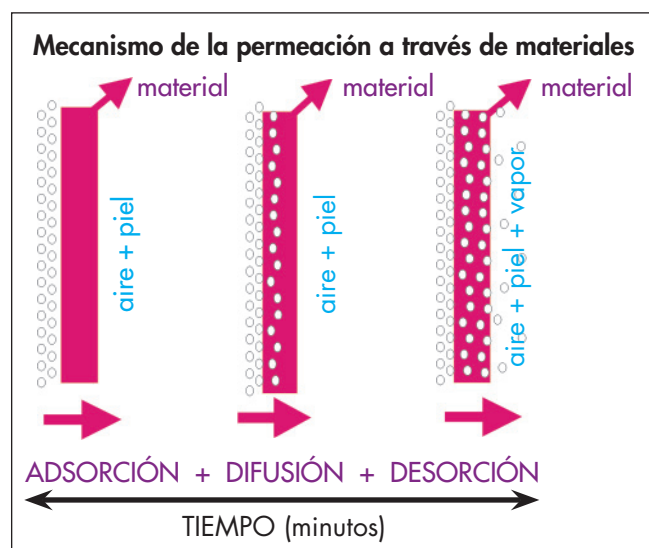 Mecanismo de la permeación a través de materiales
material
material
material
aire + piel
aire + piel
aire + piel + vapor
ADSORCIÓN + DIFUSIÓN + DESORCIÓN
TIEMPO (minutos)